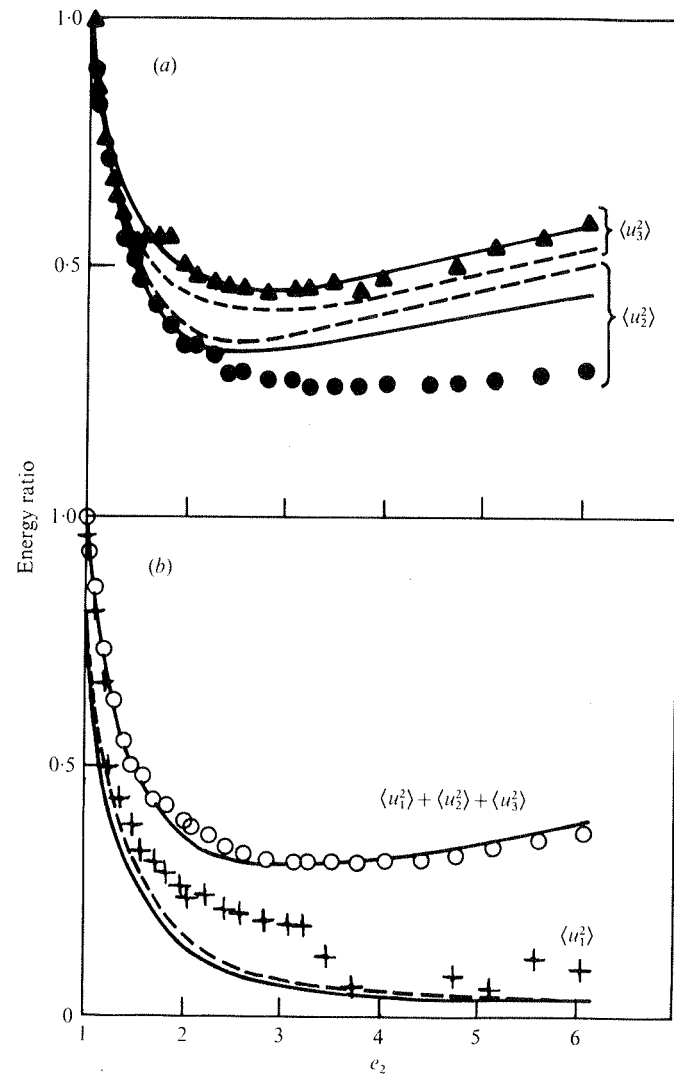 1·0
(a)
⟨u₃²⟩
0·5
⟨u₂²⟩
Energy ratio
1·0
(b)
0·5
⟨u₁²⟩+⟨u₂²⟩+⟨u₃²⟩
⟨u₁²⟩
0
1 2 3 4 5 6
e₂